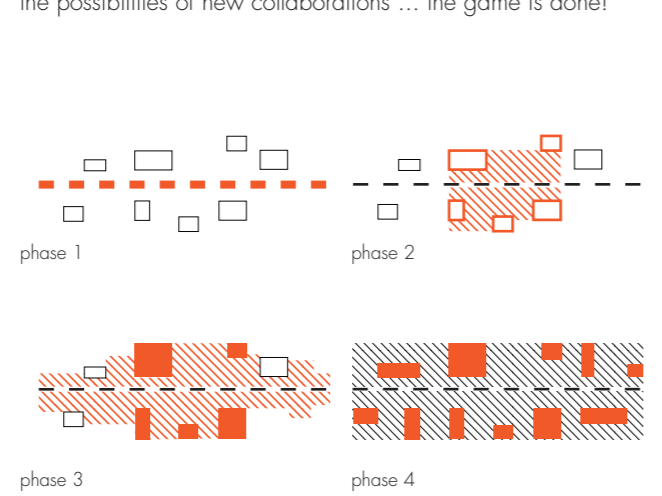 the possibilities of new collaborations ... the game is done!
phase 1
phase 2
phase 3
phase 4